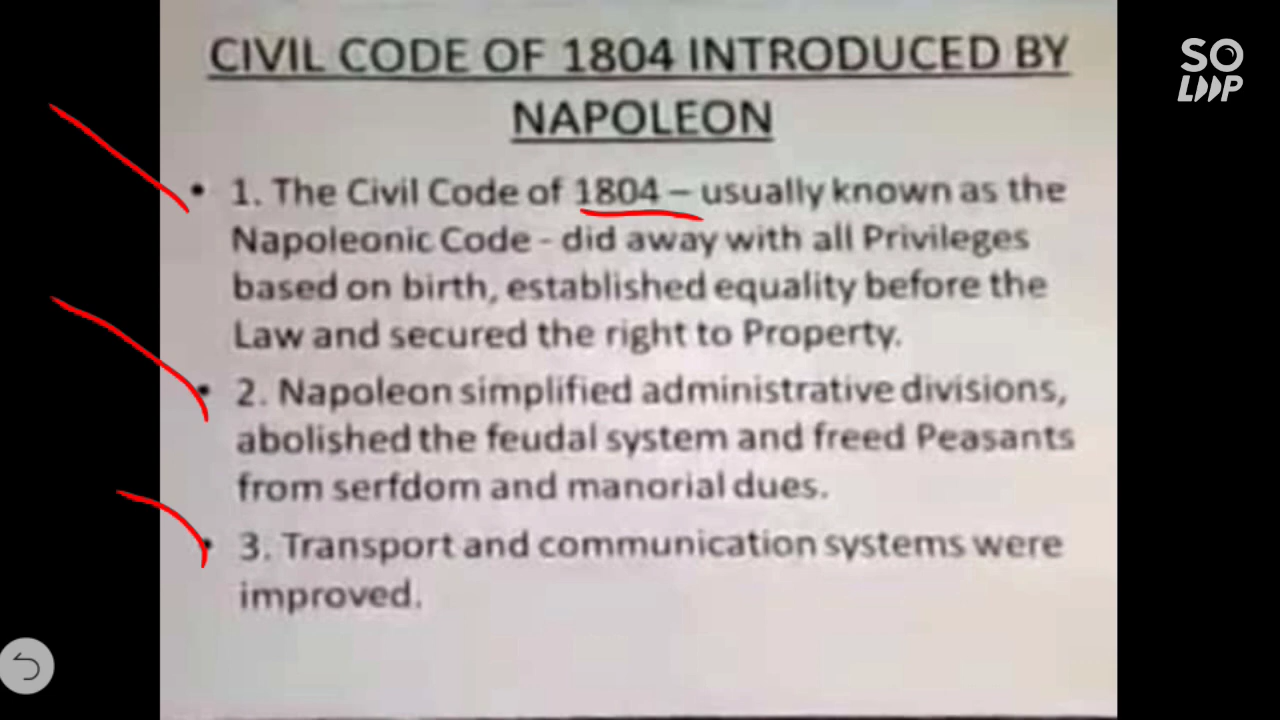 CIVIL CODE OF 1804 INTRODUCED BY
NAPOLEON
• 1. The Civil Code of 1804 – usually known as the
Napoleonic Code - did away with all Privileges
based on birth, established equality before the
Law and secured the right to Property.
• 2. Napoleon simplified administrative divisions,
abolished the feudal system and freed Peasants
from serfdom and manorial dues.
• 3. Transport and communication systems were
improved.
SO
LOOP